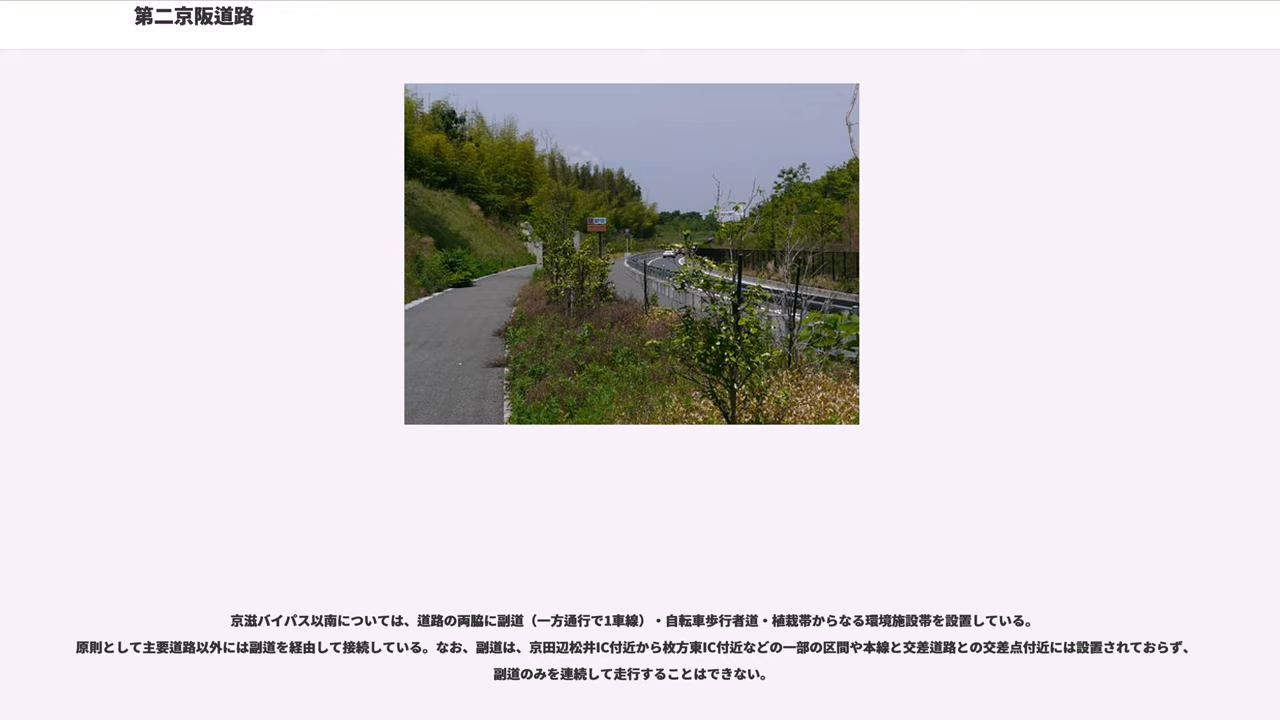 第二京阪道路
京滋バイパス以南については、道路の両脇に副道（一方通行で1車線）・自転車歩行者道・植栽帯からなる環境施設帯を設置している。
原則として主要道路以外には副道を経由して接続している。なお、副道は、京田辺松井IC付近から枚方東IC付近などの一部の区間や本線と交差道路との交差点付近には設置されておらず、
副道のみを連続して走行することはできない。